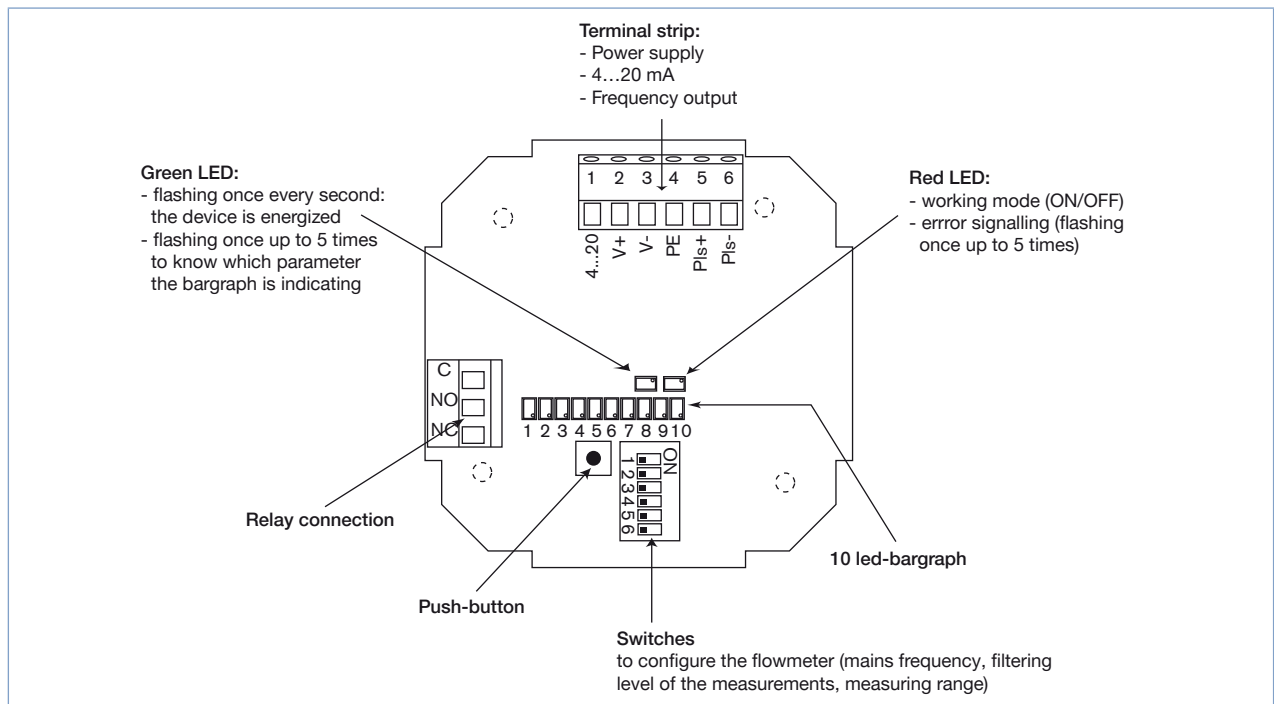 Terminal strip:
- Power supply
- 4...20 mA
- Frequency output
Green LED:
- flashing once every second:
the device is energized
- flashing once up to 5 times
to know which parameter
the bargraph is indicating
Red LED:
- working mode (ON/OFF)
- errror signalling (flashing
once up to 5 times)
1 2 3 4 5 6
4...20 V+ V- PE Pls+ Pls-
C
NO
NC
1 2 3 4 5 6 7 8 9 10
ON
1 2 3 4 5 6
Relay connection
10 led-bargraph
Push-button
Switches
to configure the flowmeter (mains frequency, filtering
level of the measurements, measuring range)